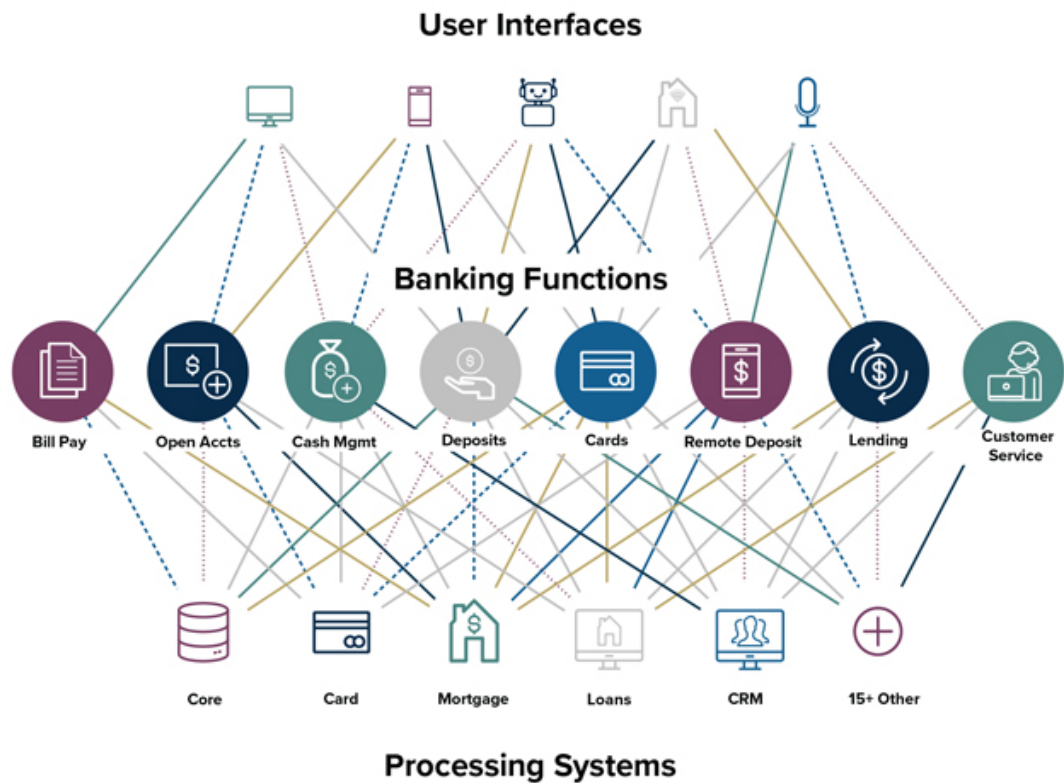 User Interfaces
Banking Functions
$
$
$
$
$
Bill Pay
Open Accts
Cash Mgmt
Deposits
Cards
Remote Deposit
Lending
Customer
Service
$
Core
Card
Mortgage
Loans
CRM
15+ Other
Processing Systems